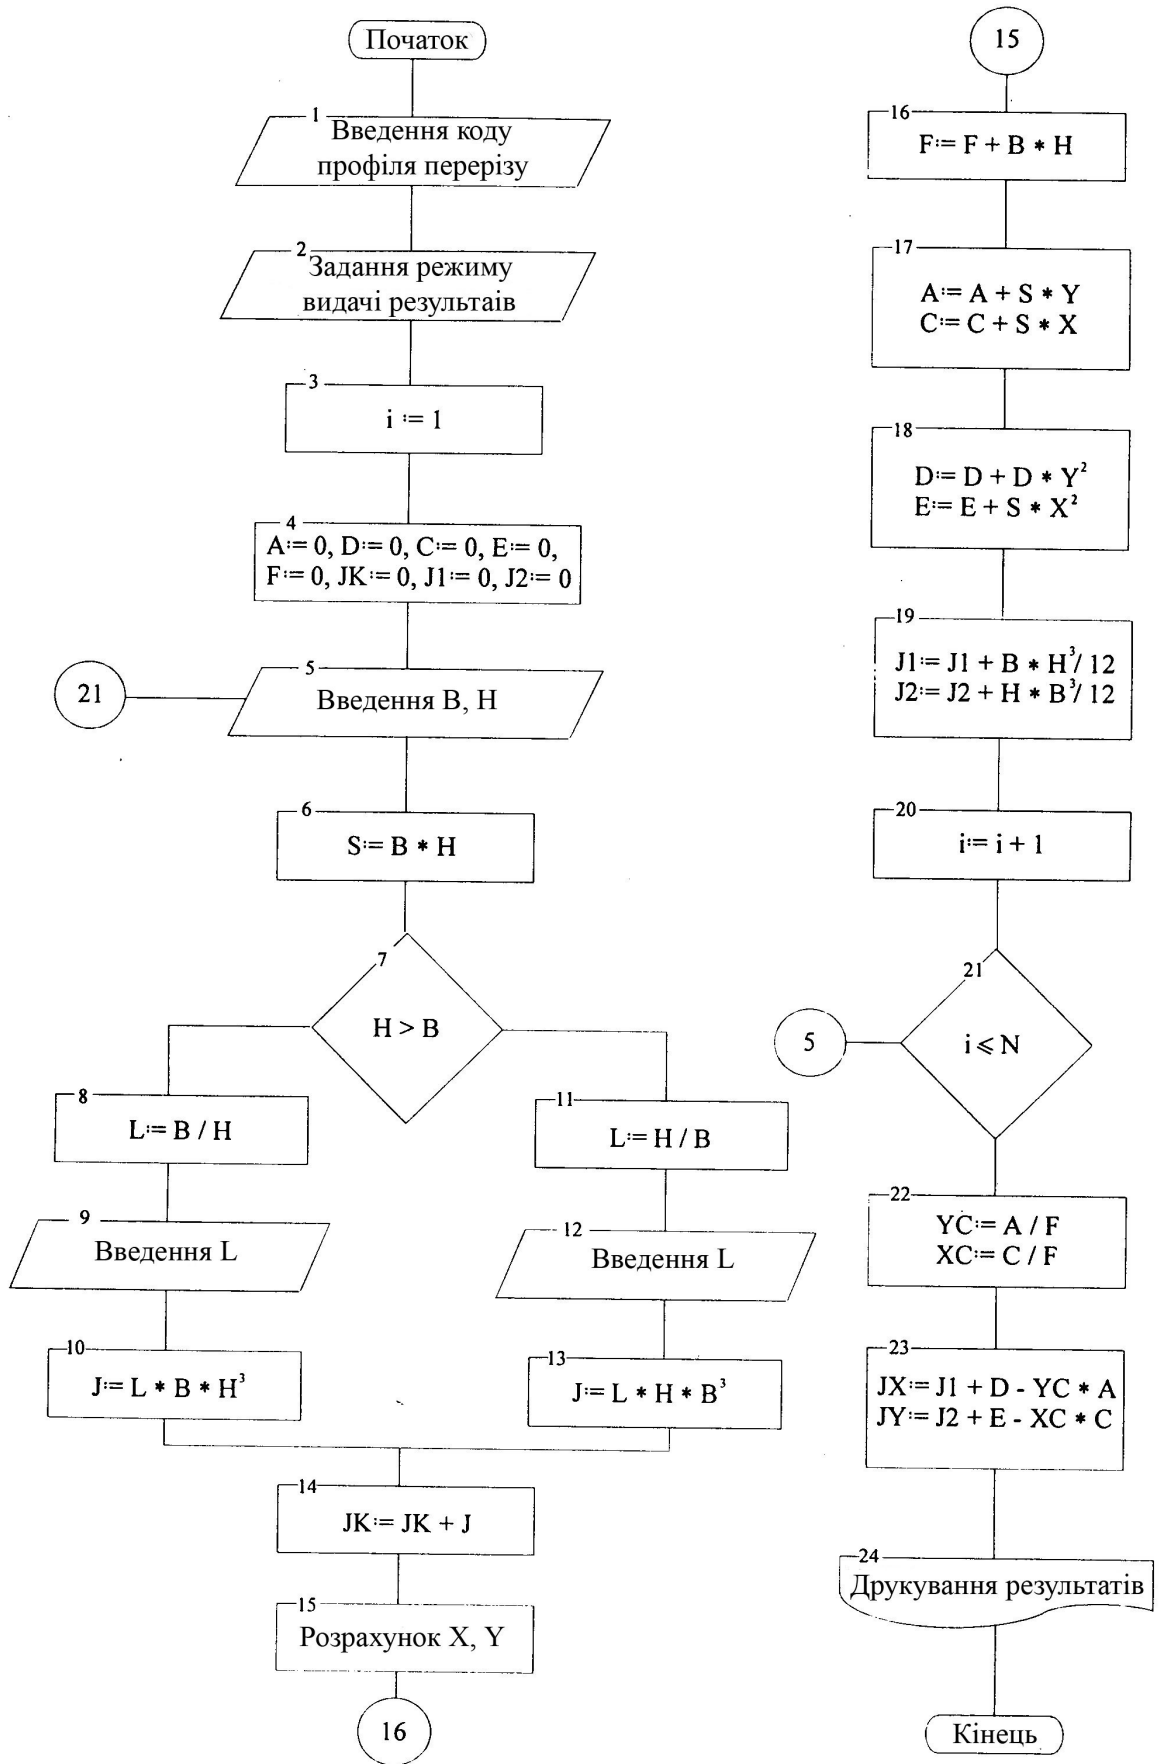 Початок
1
Введення коду
профіля перерізу
2
Задання режиму
видачі результаів
3
i := 1
4
A:= 0, D:= 0, C:= 0, E:= 0,
F:= 0, JK:= 0, J1:= 0, J2:= 0
21
5
Введення B, H
6
S:= B * H
7
H > B
8
L:= B / H
9
Введення L
10
J:= L * B * H³
11
L:= H / B
12
Введення L
13
J:= L * H * B³
14
JK:= JK + J
15
Розрахунок X, Y
16
15
16
F:= F + B * H
17
A:= A + S * Y
C:= C + S * X
18
D:= D + D * Y²
E:= E + S * X²
19
J1:= J1 + B * H³/ 12
J2:= J2 + H * B³/ 12
20
i:= i + 1
21
i ⩽ N
5
22
YC:= A / F
XC:= C / F
23
JX:= J1 + D - YC * A
JY:= J2 + E - XC * C
24
Друкування результатів
Кінець